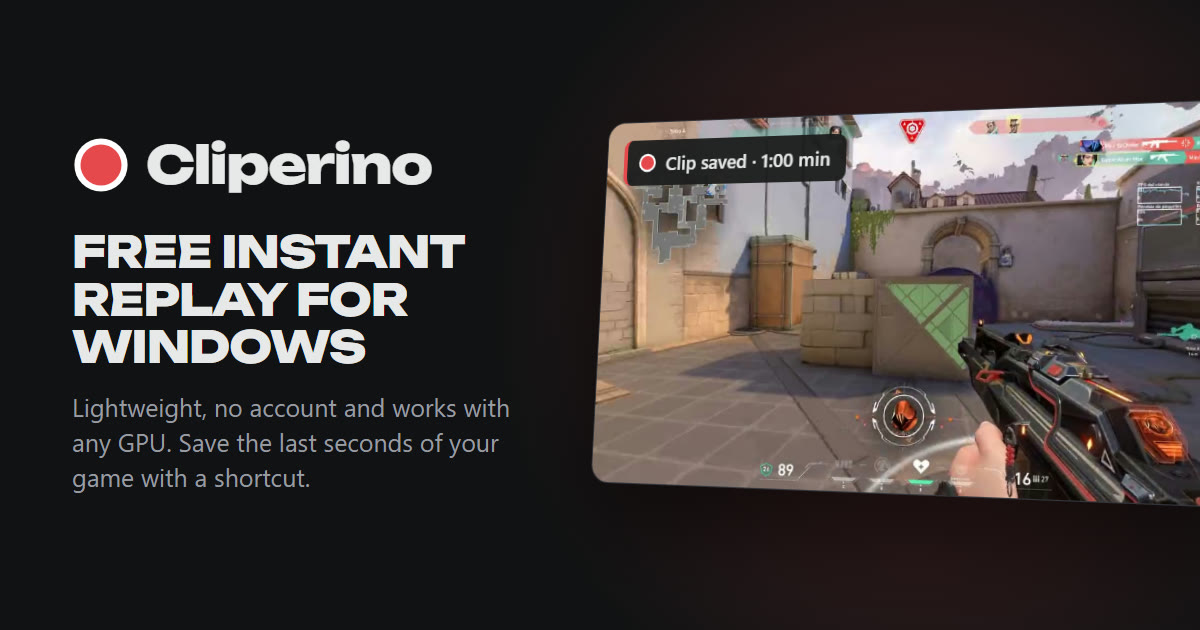 Cliperino
FREE INSTANT
REPLAY FOR
WINDOWS
Lightweight, no account and works with
any GPU. Save the last seconds of your
game with a shortcut.
Clip saved · 1:00 min
89
16 27